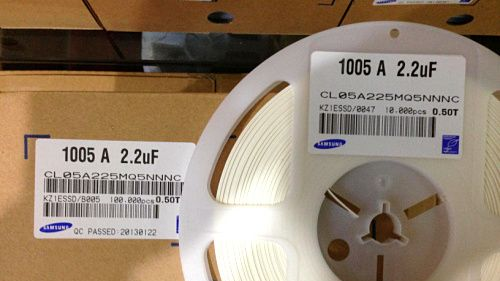 1005 A 2.2uF
CL05A225MQ5NNNC
KZ1ESSD/B005 100.000pcs 0.50T
SAMSUNG QC PASSED:20130122
1005 A 2.2uF
CL05A225MQ5NNNC
KZ1ESSD/0047 10.000pcs 0.50T
SAMSUNG